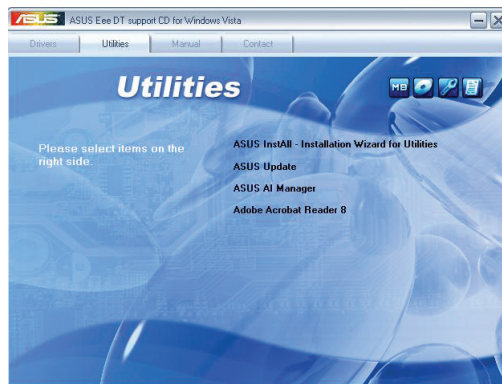 ASUS ASUS Eee DT support CD for Windows Vista
Drivers Utilities Manual Contact
Utilities
MB
Please select items on the
right side.
ASUS InstAll - Installation Wizard for Utilities
ASUS Update
ASUS AI Manager
Adobe Acrobat Reader 8